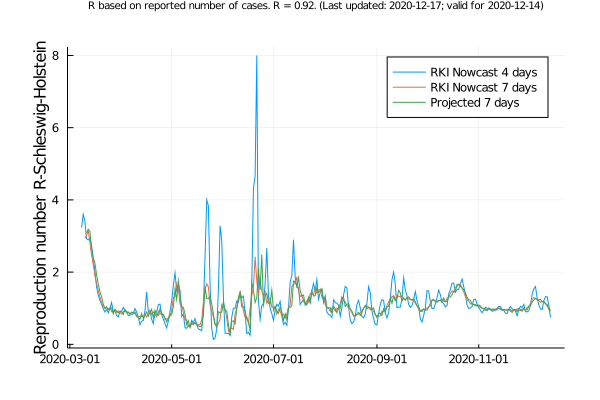 R based on reported number of cases. R = 0.92. (Last updated: 2020-12-17; valid for 2020-12-14)
Reproduction number R-Schleswig-Holstein
8
6
4
2
0
RKI Nowcast 4 days
RKI Nowcast 7 days
Projected 7 days
2020-03-01
2020-05-01
2020-07-01
2020-09-01
2020-11-01